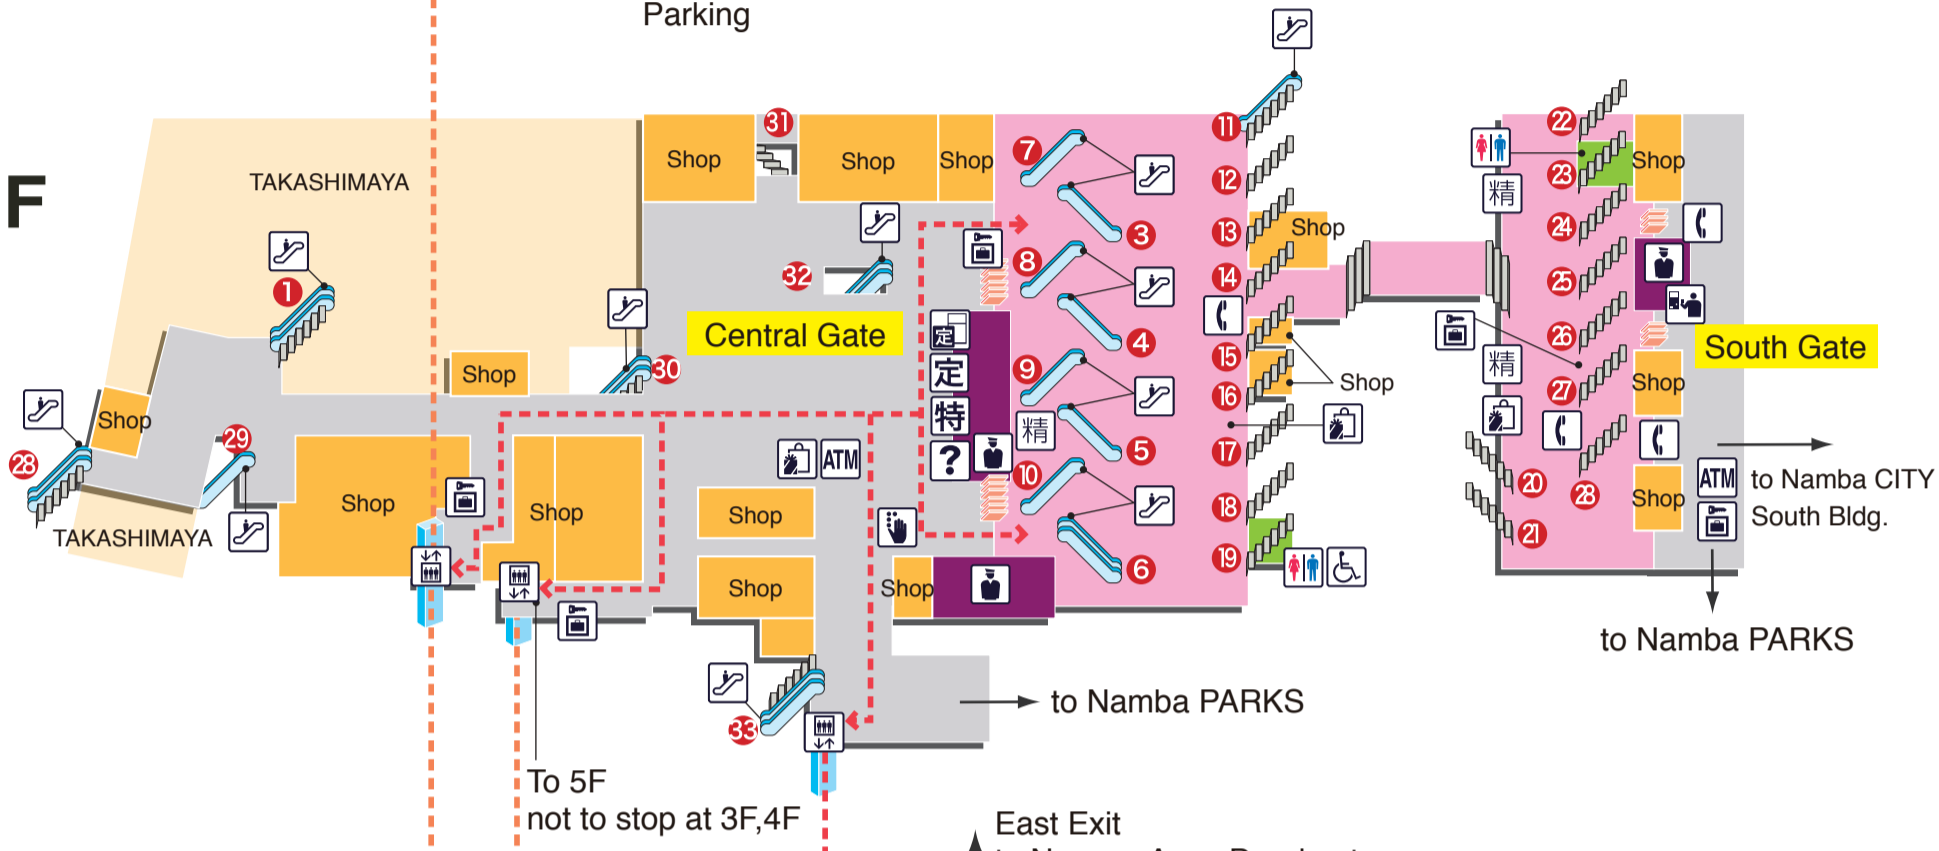 Parking
F
TAKASHIMAYA
Shop
31
Shop
Shop
7
3
11
12
13
Shop
14
22
23
Shop
24
25
精
1
32
8
Central Gate
4
定
定
特
?
精
9
5
10
6
15
16
Shop
17
18
19
26
27
28
精
South Gate
Shop
Shop
20
21
ATM
to Namba CITY
South Bldg.
to Namba PARKS
30
Shop
Shop
28
29
TAKASHIMAYA
Shop
Shop
ATM
Shop
Shop
Shop
33
to Namba PARKS
To 5F
not to stop at 3F,4F
East Exit